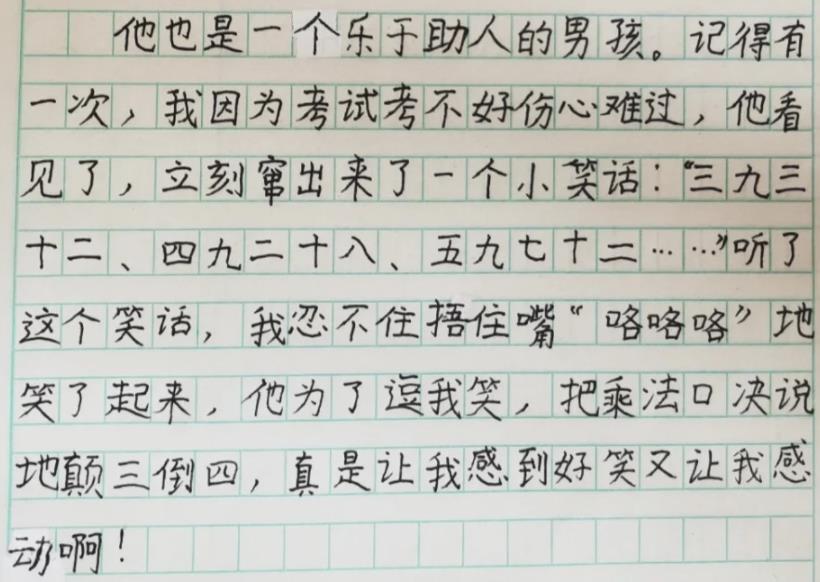 他也是一个乐于助人的男孩。记得有
一次，我因为考试考不好伤心难过，他看
见了，立刻窜出来了一个小笑话：“三九三
十二、四九二十八、五九七十二……”听了
这个笑话，我忍不住捂住嘴“咯咯咯”地
笑了起来，他为了逗我笑，把乘法口决说
地颠三倒四，真是让我感到好笑又让我感
动啊！